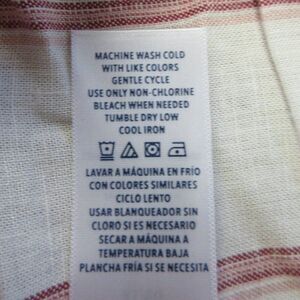 MACHINE WASH COLD
WITH LIKE COLORS
GENTLE CYCLE
USE ONLY NON-CHLORINE
BLEACH WHEN NEEDED
TUMBLE DRY LOW
COOL IRON
LAVAR A MÁQUINA EN FRÍO
CON COLORES SIMILARES
CICLO LENTO
USAR BLANQUEADOR SIN
CLORO SI ES NECESARIO
SECAR A MÁQUINA A
TEMPERATURA BAJA
PLANCHA FRÍA SI SE NECESITA